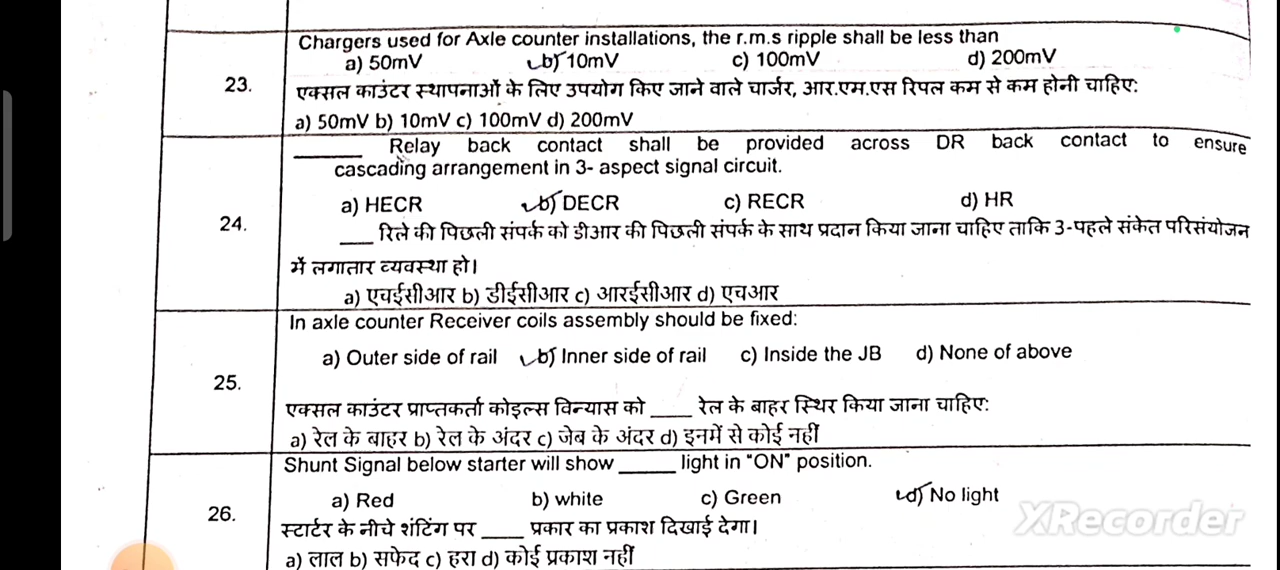 Chargers used for Axle counter installations, the r.m.s ripple shall be less than
a) 50mV b) 10mV c) 100mV d) 200mV
23.
एक्सल काउंटर स्थापनाओं के लिए उपयोग किए जाने वाले चार्जर, आर.एम.एस रिपल कम से कम होनी चाहिए:
a) 50mV b) 10mV c) 100mV d) 200mV
______ Relay back contact shall be provided across DR back contact to ensure
cascading arrangement in 3- aspect signal circuit.
a) HECR b) DECR c) RECR d) HR
24.
____ रिले की पिछली संपर्क को डीआर की पिछली संपर्क के साथ प्रदान किया जाना चाहिए ताकि 3-पहले संकेत परिसंयोजन
में लगातार व्यवस्था हो।
a) एचईसीआर b) डीईसीआर c) आरईसीआर d) एचआर
In axle counter Receiver coils assembly should be fixed:
a) Outer side of rail b) Inner side of rail c) Inside the JB d) None of above
25.
एक्सल काउंटर प्राप्तकर्ता कोइल्स विन्यास को ____ रेल के बाहर स्थिर किया जाना चाहिए:
a) रेल के बाहर b) रेल के अंदर c) जेब के अंदर d) इनमें से कोई नहीं
Shunt Signal below starter will show _____ light in "ON" position.
a) Red b) white c) Green d) No light
26.
स्टार्टर के नीचे शंटिंग पर ____ प्रकार का प्रकाश दिखाई देगा।
a) लाल b) सफेद c) हरा d) कोई प्रकाश नहीं
XRecorder